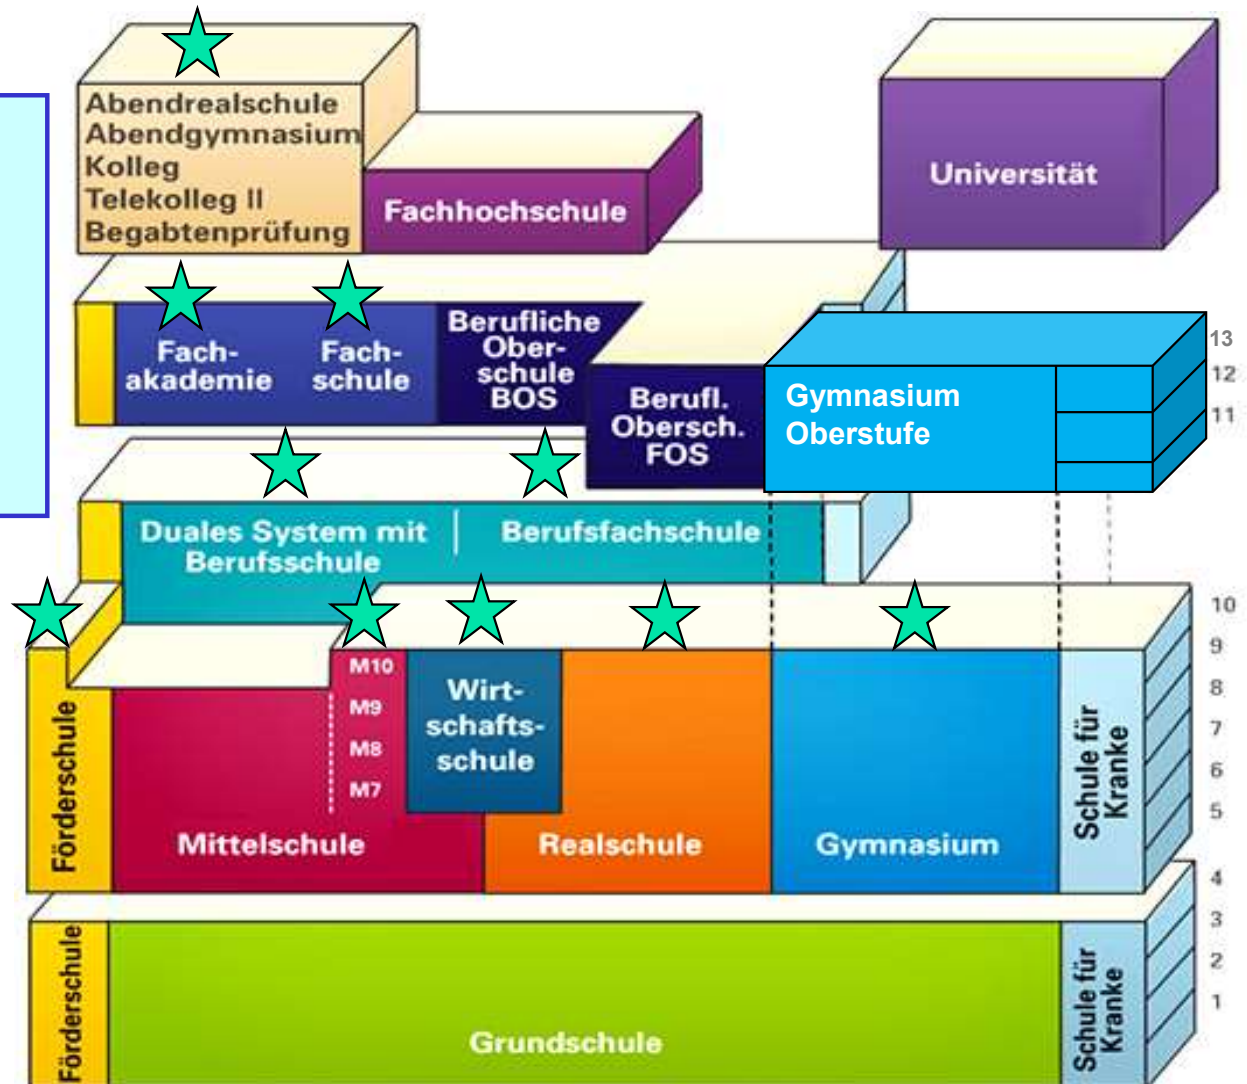 Abendrealschule
Abendgymnasium
Kolleg
Telekolleg II
Begabtenprüfung
Fachhochschule
Universität
Fach-
akademie
Fach-
schule
Berufliche
Ober-
schule
BOS
Berufl.
Obersch.
FOS
Gymnasium
Oberstufe
13
12
11
Duales System mit
Berufsschule
Berufsfachschule
10
9
8
7
6
5
Förderschule
Mittelschule
M10
M9
M8
M7
Wirt-
schafts-
schule
Realschule
Gymnasium
Schule für
Kranke
4
3
2
1
Förderschule
Grundschule
Schule für
Kranke